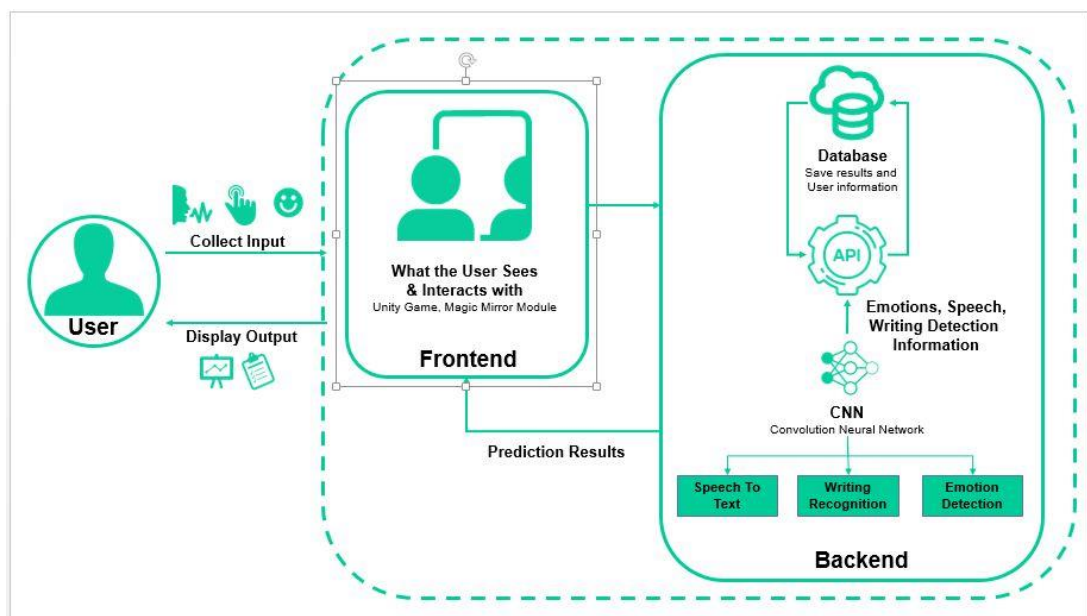 User
Collect Input
Display Output
What the User Sees
& Interacts with
Unity Game, Magic Mirror Module
Frontend
Prediction Results
Database
Save results and
User information
API
Emotions, Speech,
Writing Detection
Information
CNN
Convolution Neural Network
Speech To
Text
Writing
Recognition
Emotion
Detection
Backend